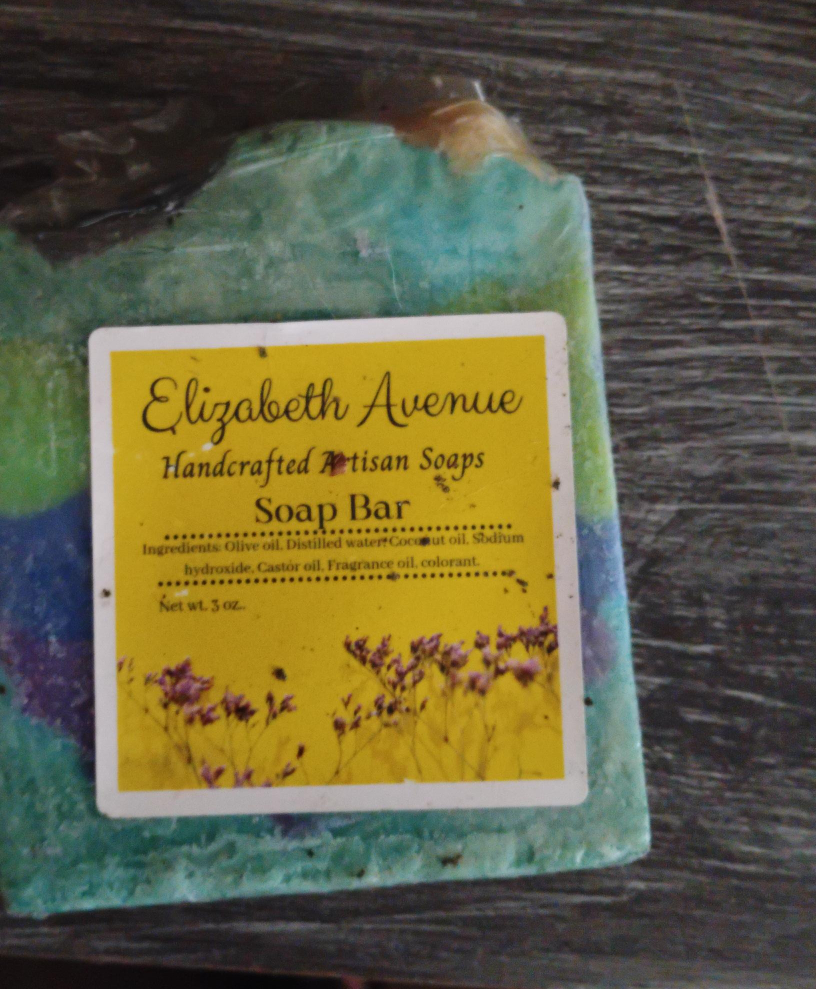 Elizabeth Avenue
Handcrafted Artisan Soaps
Soap Bar
Ingredients: Olive oil, Distilled water, Coconut oil, Sodium
hydroxide, Castor oil, Fragrance oil, colorant.
Net wt. 3 oz..